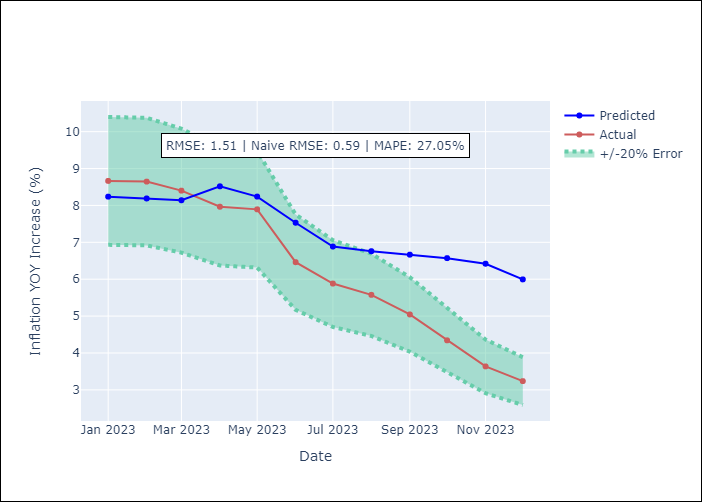 RMSE: 1.51 | Naive RMSE: 0.59 | MAPE: 27.05%
Predicted
Actual
+/-20% Error
Inflation YOY Increase (%)
10
9
8
7
6
5
4
3
Jan 2023
Mar 2023
May 2023
Jul 2023
Sep 2023
Nov 2023
Date